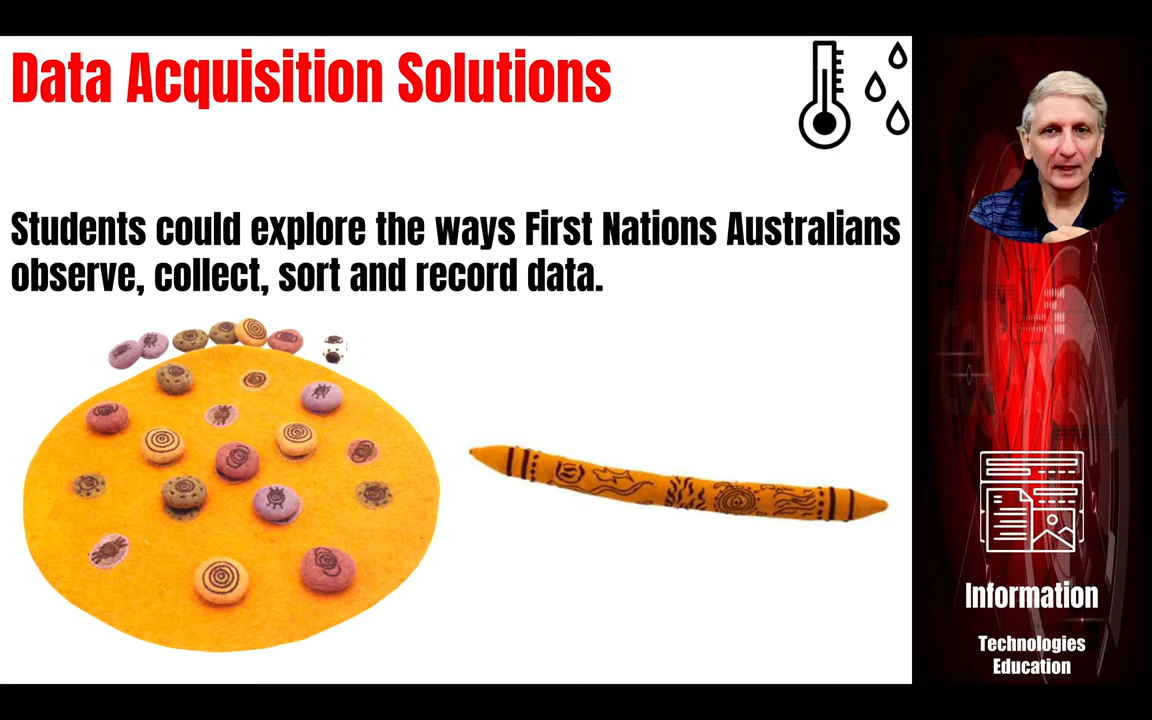 Data Acquisition Solutions
Students could explore the ways First Nations Australians
observe, collect, sort and record data.
Information
Technologies
Education